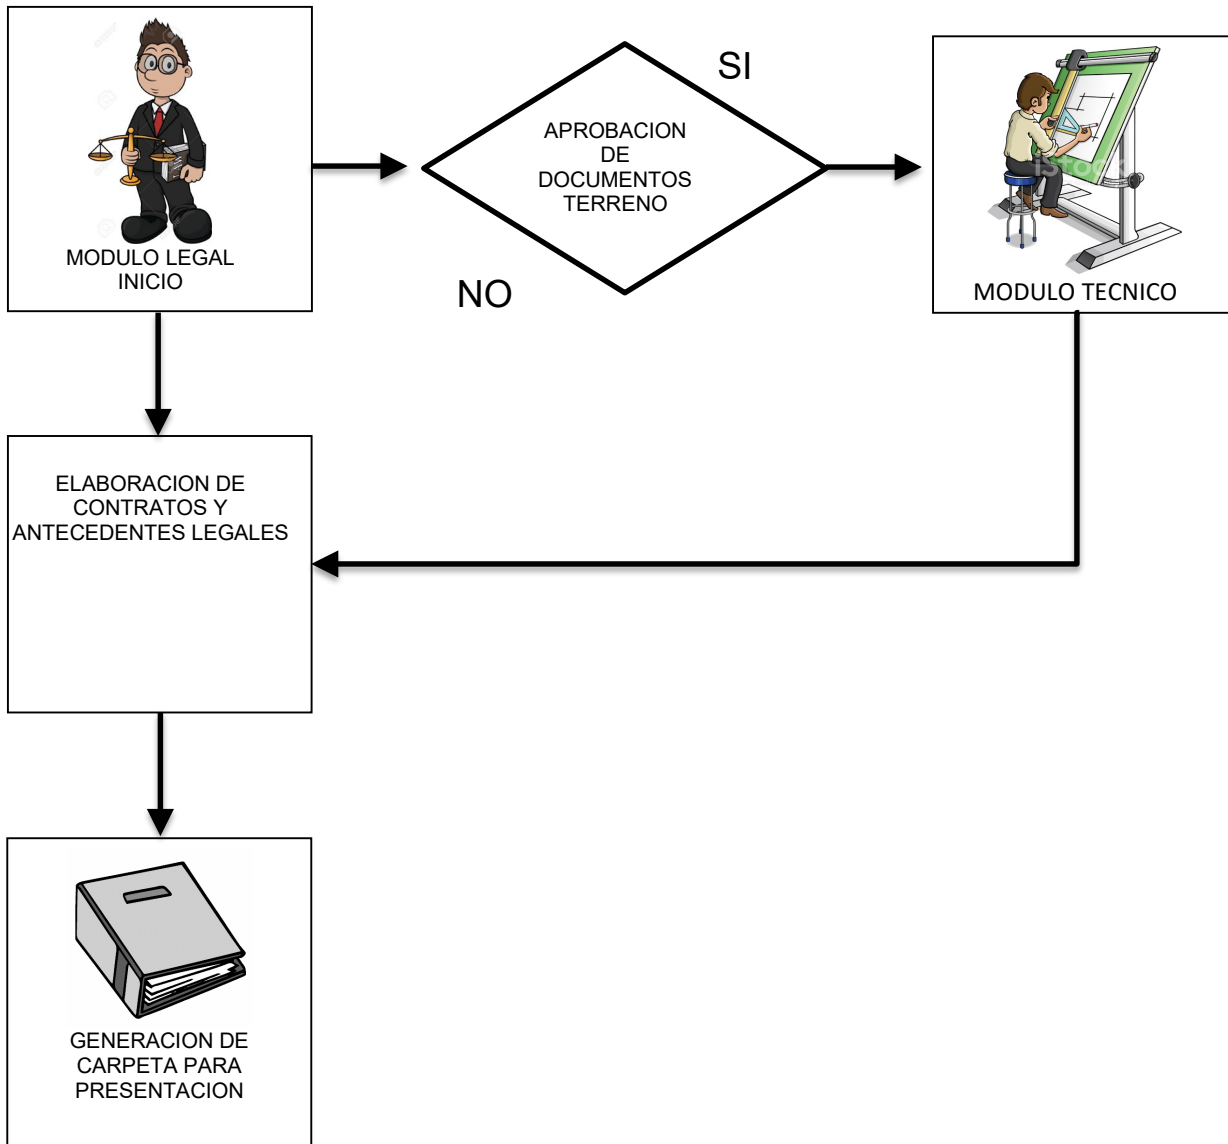 MODULO LEGAL
INICIO
APROBACION
DE
DOCUMENTOS
TERRENO
SI
NO
iStock
MODULO TECNICO
ELABORACION DE
CONTRATOS Y
ANTECEDENTES LEGALES
GENERACION DE
CARPETA PARA
PRESENTACION